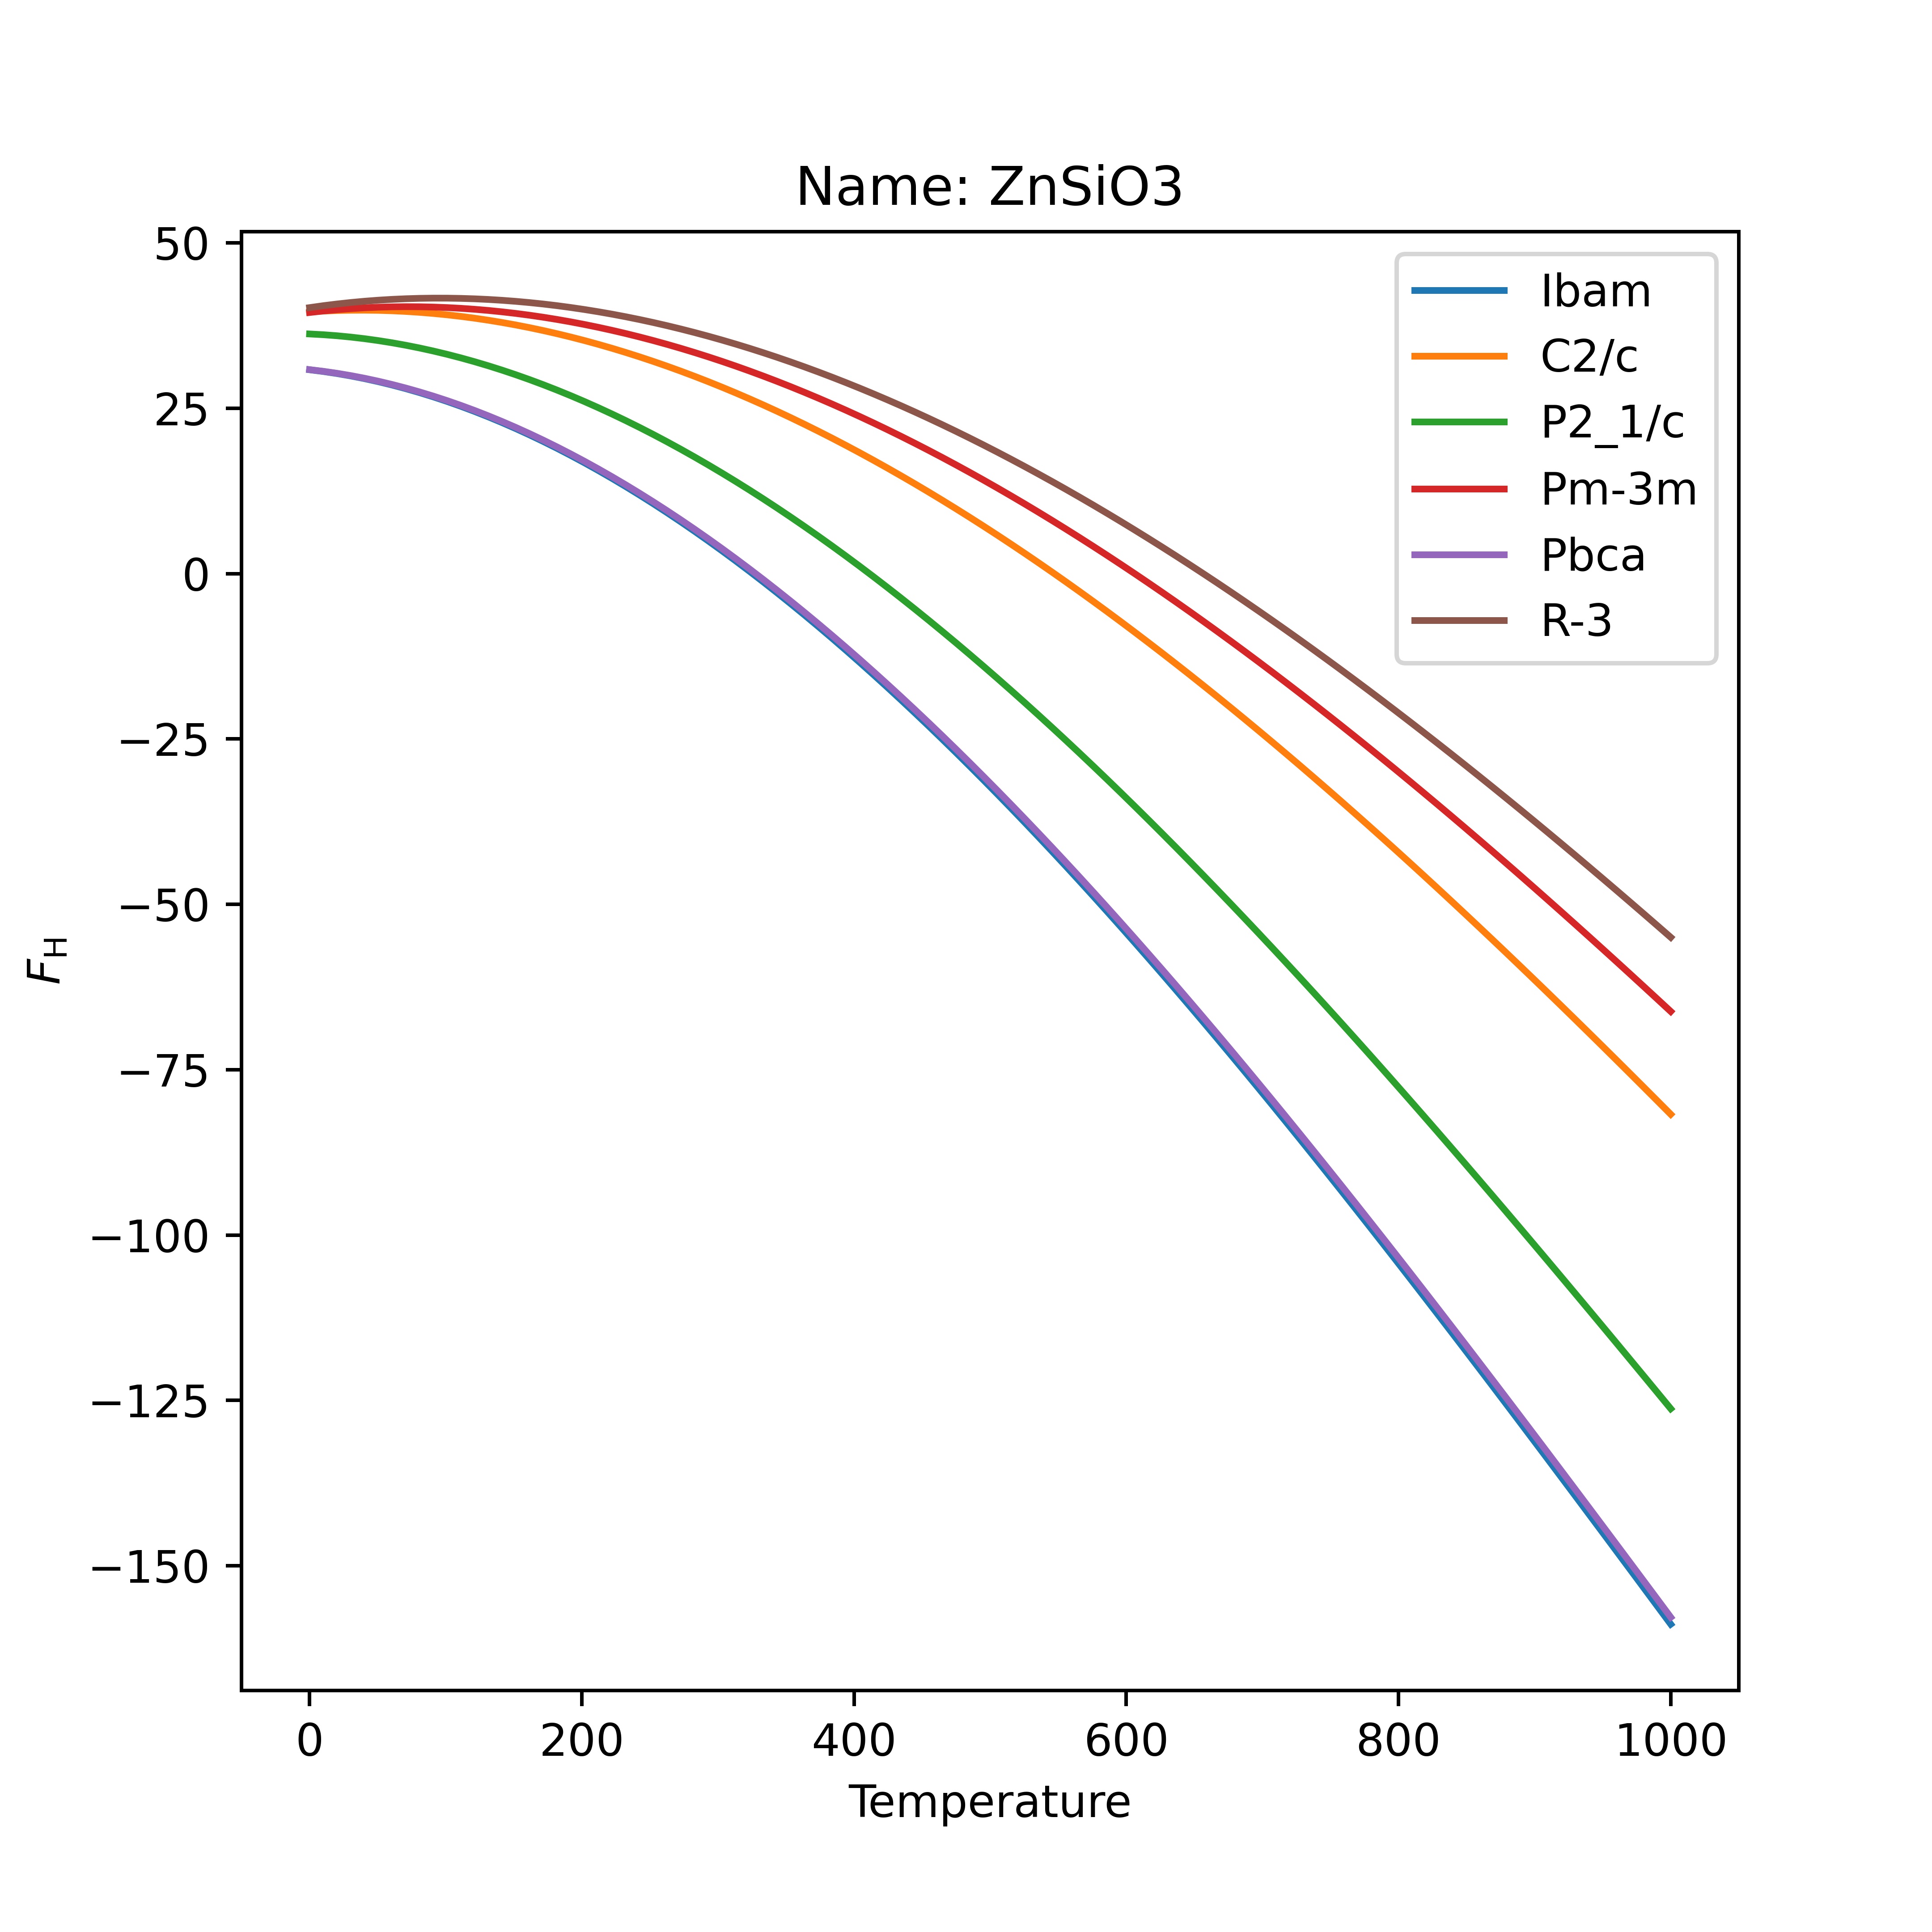 Name: ZnSiO3
50
25
0
−25
−50
−75
−100
−125
−150
F_H
Ibam
C2/c
P2_1/c
Pm-3m
Pbca
R-3
0 200 400 600 800 1000
Temperature